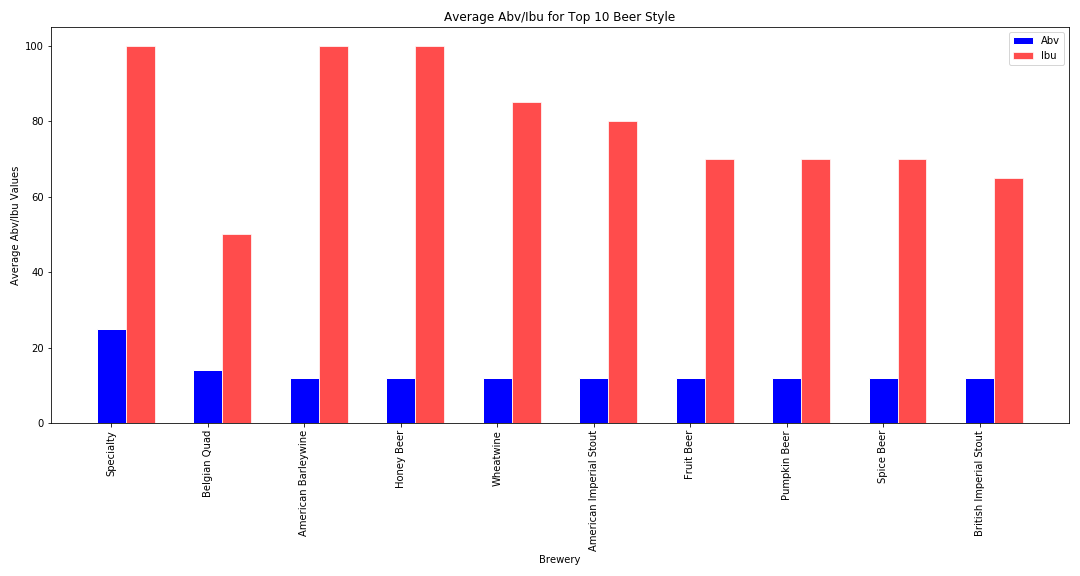 Average Abv/Ibu for Top 10 Beer Style
Abv
Ibu
Average Abv/Ibu Values
100
80
60
40
20
0
Specialty
Belgian Quad
American Barleywine
Honey Beer
Wheatwine
American Imperial Stout
Fruit Beer
Pumpkin Beer
Spice Beer
British Imperial Stout
Brewery